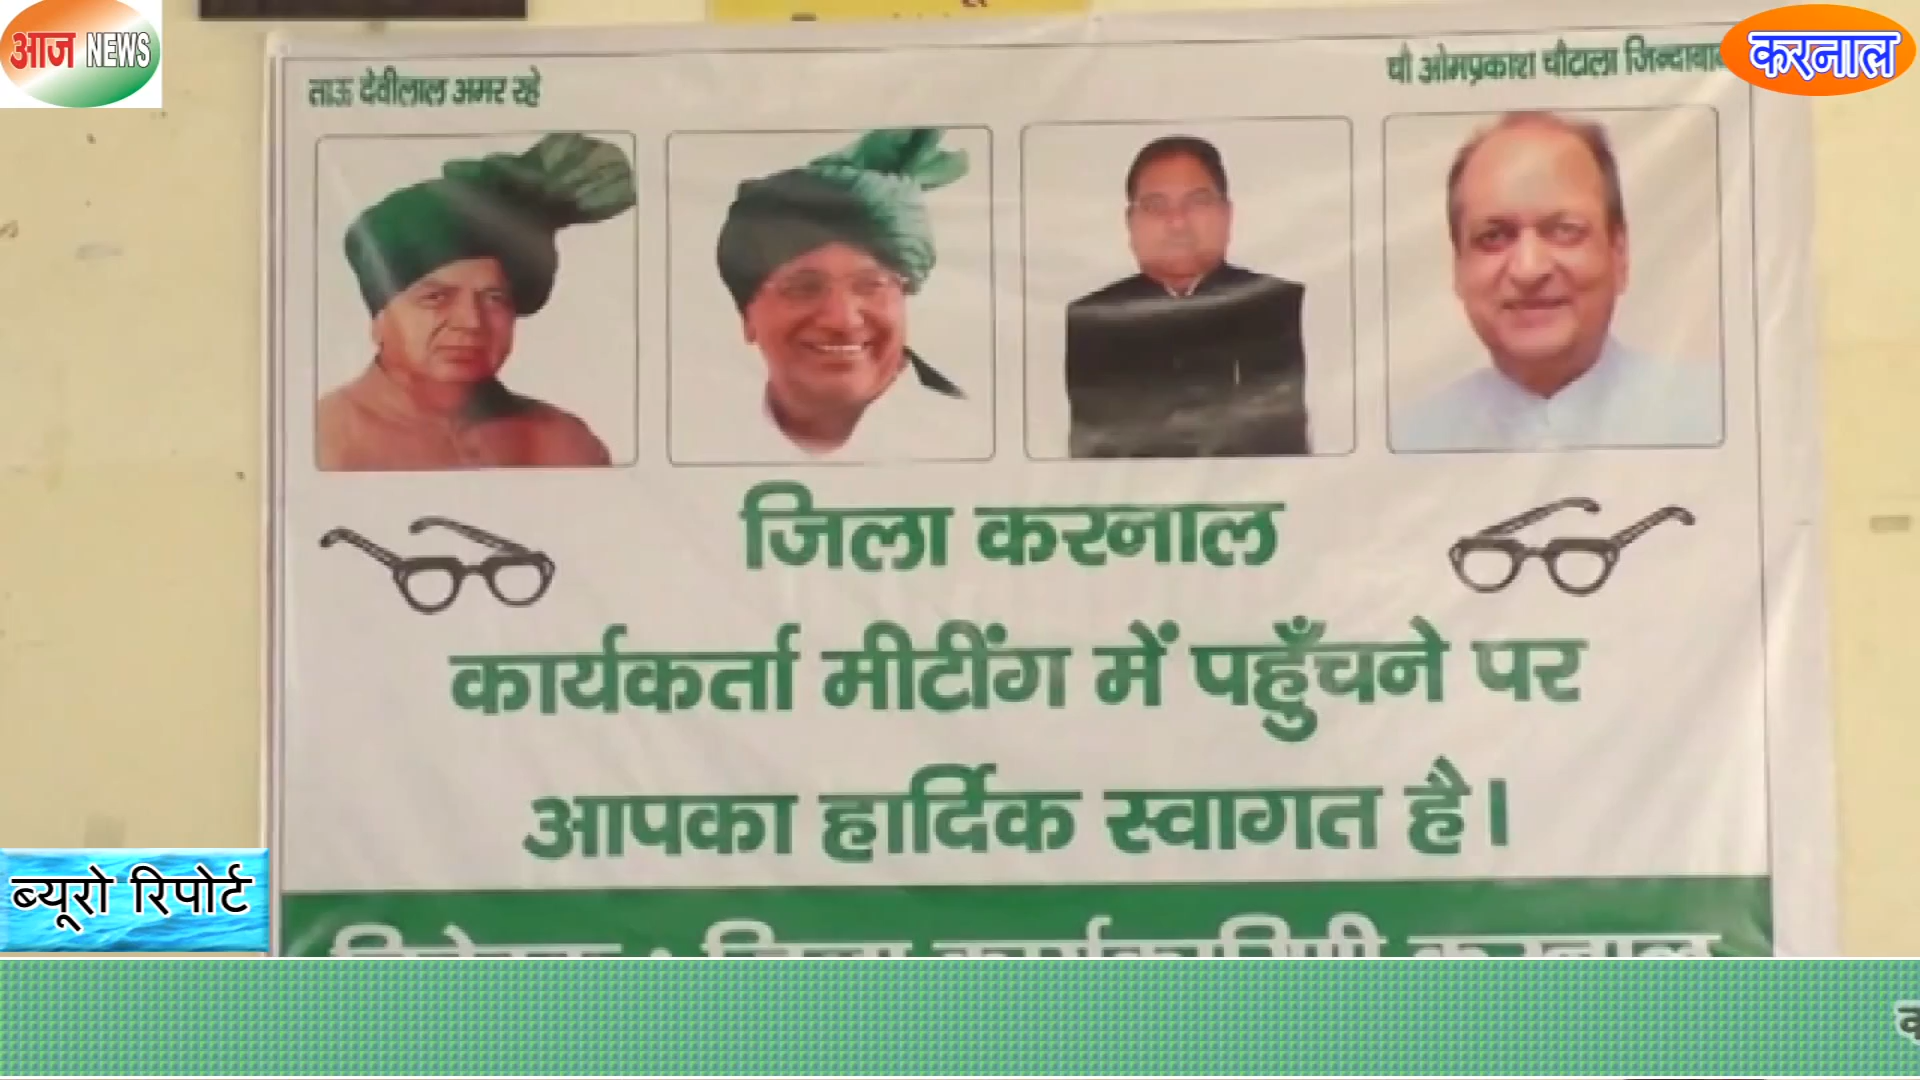 आज NEWS
करनाल
ताऊ देवीलाल अमर रहे
चौ ओमप्रकाश चौटाला जिन्दाबाद
जिला करनाल
कार्यकर्ता मीटींग में पहुँचने पर
आपका हार्दिक स्वागत है।
ब्यूरो रिपोर्ट